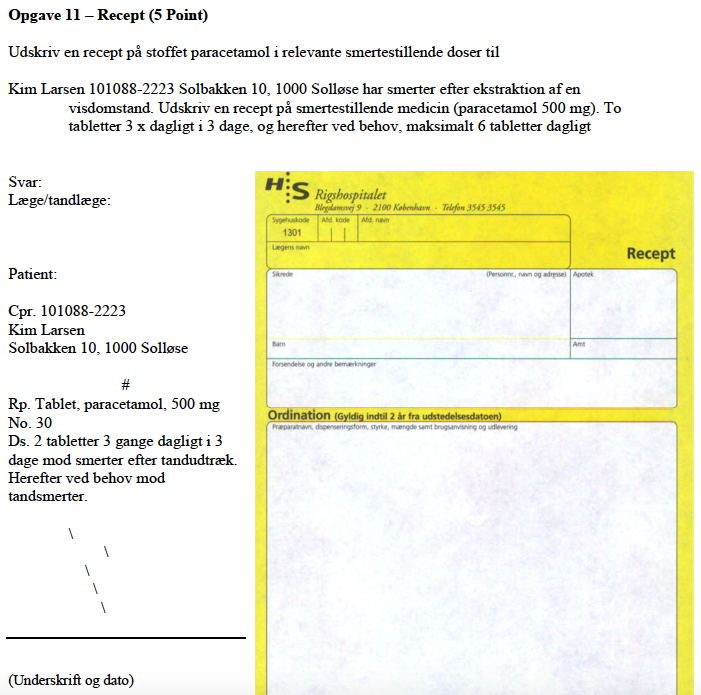 Opgave 11 – Recept (5 Point)
Udskriv en recept på stoffet paracetamol i relevante smertestillende doser til
Kim Larsen 101088-2223 Solbakken 10, 1000 Solløse har smerter efter ekstraktion af en
visdomstand. Udskriv en recept på smertestillende medicin (paracetamol 500 mg). To
tabletter 3 x dagligt i 3 dage, og herefter ved behov, maksimalt 6 tabletter dagligt
Svar:
Læge/tandlæge:
Patient:
Cpr. 101088-2223
Kim Larsen
Solbakken 10, 1000 Solløse
#
Rp. Tablet, paracetamol, 500 mg
No. 30
Ds. 2 tabletter 3 gange dagligt i 3
dage mod smerter efter tandudtræk.
Herefter ved behov mod
tandsmerter.
\
\
\
\
\
(Underskrift og dato)
H:S Rigshospitalet
Blegdamsvej 9 · 2100 København · Telefon 3545 3545
Sygehuskode Afd. kode Afd. navn
1301
Lægens navn
Recept
Sikrede (Personnr., navn og adresse) Apotek
Barn Amt
Forsendelse og andre bemærkninger
Ordination (Gyldig indtil 2 år fra udstedelsesdatoen)
Præparatnavn, dispenseringsform, styrke, mængde samt brugsanvisning og udlevering